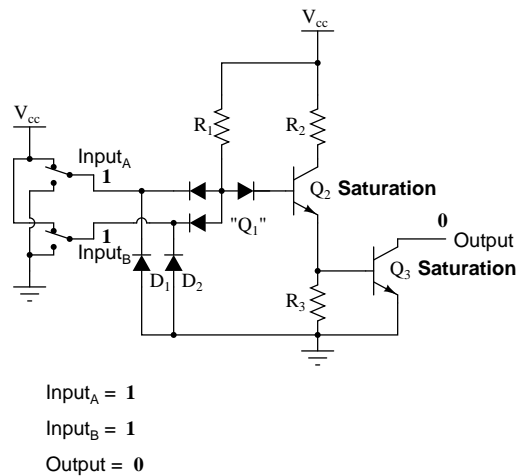 Vcc
Vcc
R1
R2
InputA
1
Q2 Saturation
0
1
"Q1"
Output
InputB
Q3
Saturation
D1
D2
R3
InputA = 1
InputB = 1
Output = 0